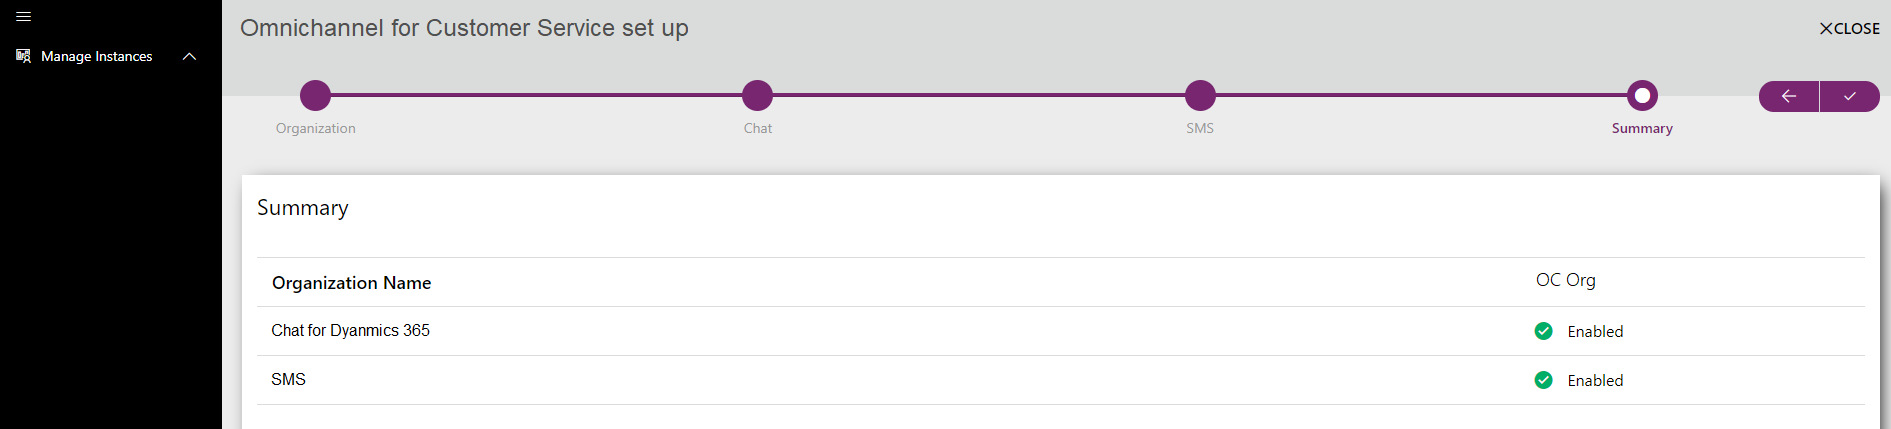 Omnichannel for Customer Service set up
CLOSE
Manage Instances
Organization
Chat
SMS
Summary
Summary
Organization Name OC Org
Chat for Dyanmics 365 Enabled
SMS Enabled